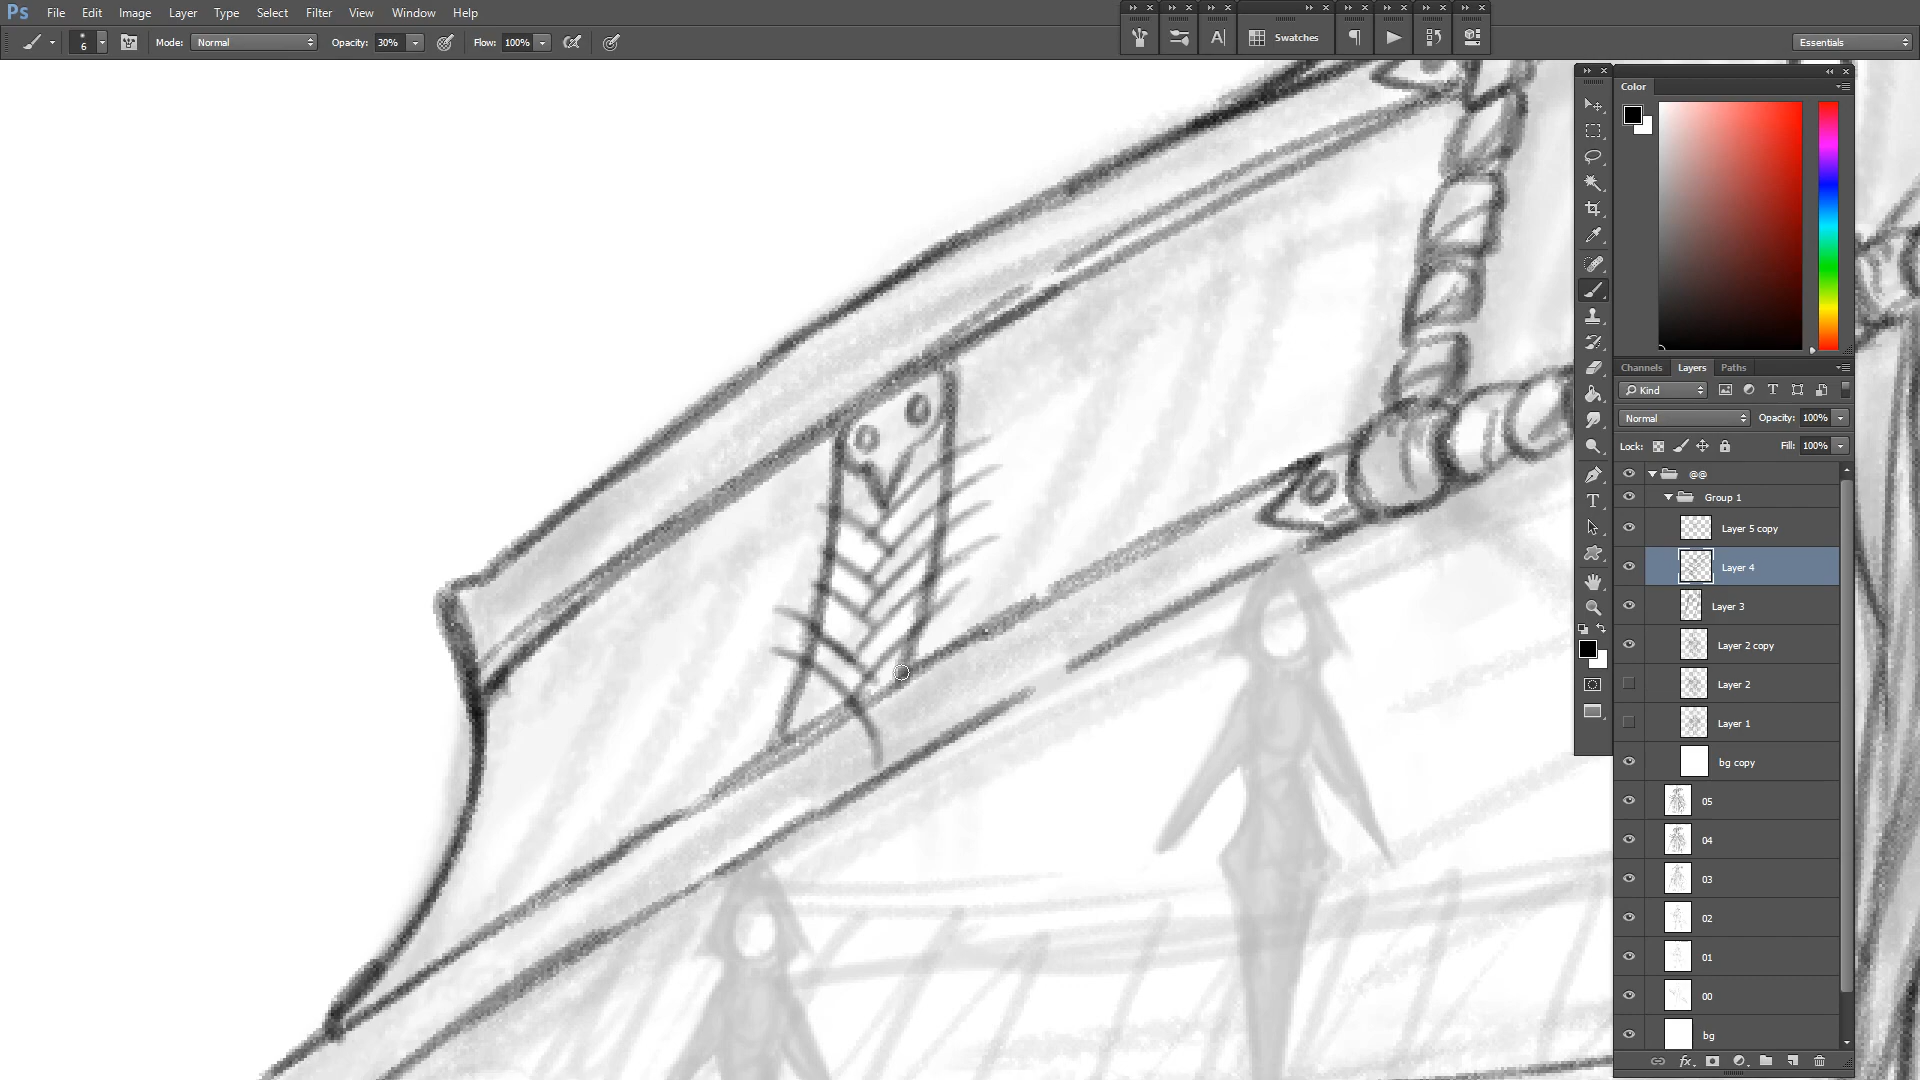 Ps File Edit Image Layer Type Select Filter View Window Help
6 Mode: Normal Opacity: 30% Flow: 100% Swatches Essentials
Color
Channels Layers Paths
Kind
Normal Opacity: 100%
Lock: Fill: 100%
@@
Group 1
Layer 5 copy
Layer 4
Layer 3
Layer 2 copy
Layer 2
Layer 1
bg copy
05
04
03
02
01
00
bg
fx